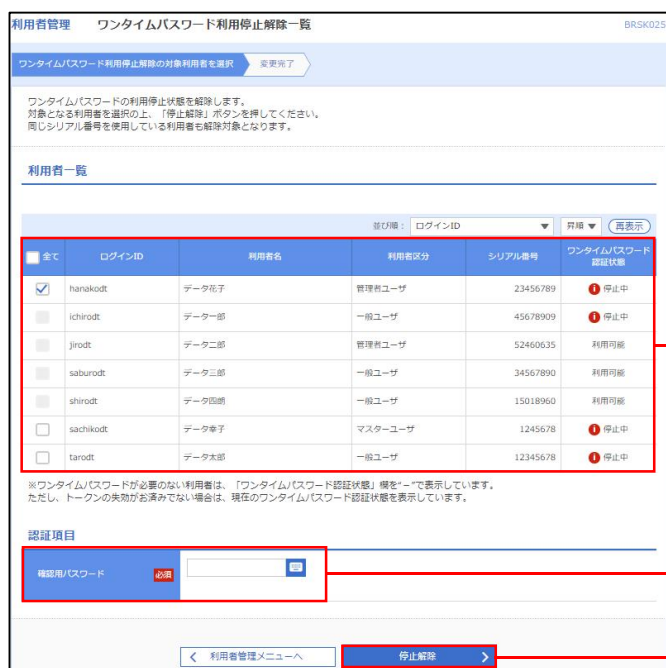 利用者管理 ワンタイムパスワード利用停止解除一覧 BRSK025
ワンタイムパスワード利用停止解除の対象利用者を選択 変更完了
ワンタイムパスワードの利用停止状態を解除します。
対象となる利用者を選択の上、「停止解除」ボタンを押してください。
同じシリアル番号を使用している利用者も解除対象となります。
利用者一覧
並び順： ログインID ▼ 昇順 ▼ 再表示
全て ログインID 利用者名 利用者区分 シリアル番号 ワンタイムパスワード
認証状態
hanakodt データ花子 管理者ユーザ 23456789 停止中
ichirodt データ一郎 一般ユーザ 45678909 停止中
jirodt データ二郎 管理者ユーザ 52460635 利用可能
saburodt データ三郎 一般ユーザ 34567890 利用可能
shirodt データ四朗 一般ユーザ 15018960 利用可能
sachikodt データ幸子 マスターユーザ 1245678 停止中
tarodt データ太郎 一般ユーザ 12345678 停止中
※ワンタイムパスワードが必要のない利用者は、「ワンタイムパスワード認証状態」欄を"－"で表示しています。
ただし、トークンの失効がお済みでない場合は、現在のワンタイムパスワード認証状態を表示しています。
認証項目
確認用パスワード 必須
利用者管理メニューへ 停止解除